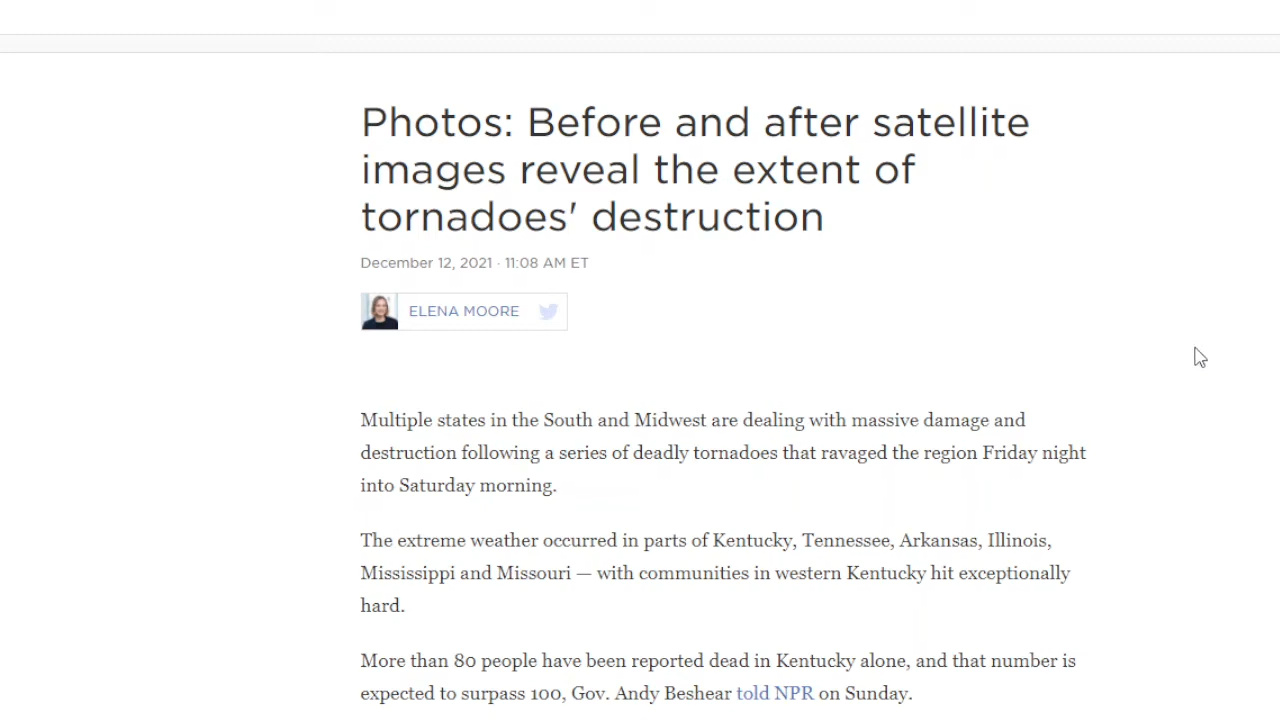 Photos: Before and after satellite
images reveal the extent of
tornadoes' destruction
December 12, 2021 · 11:08 AM ET
ELENA MOORE
Multiple states in the South and Midwest are dealing with massive damage and
destruction following a series of deadly tornadoes that ravaged the region Friday night
into Saturday morning.
The extreme weather occurred in parts of Kentucky, Tennessee, Arkansas, Illinois,
Mississippi and Missouri — with communities in western Kentucky hit exceptionally
hard.
More than 80 people have been reported dead in Kentucky alone, and that number is
expected to surpass 100, Gov. Andy Beshear told NPR on Sunday.